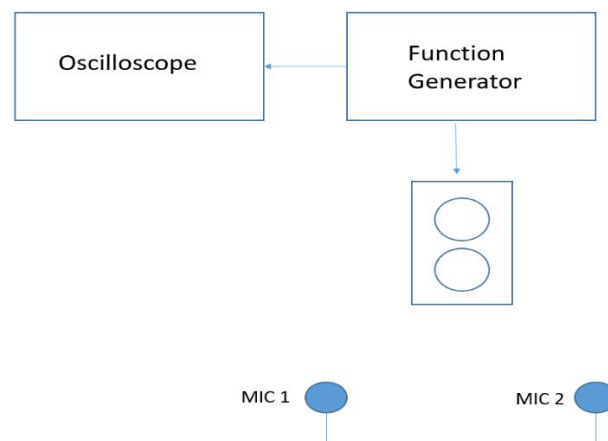 Oscilloscope
Function
Generator
MIC 1
MIC 2